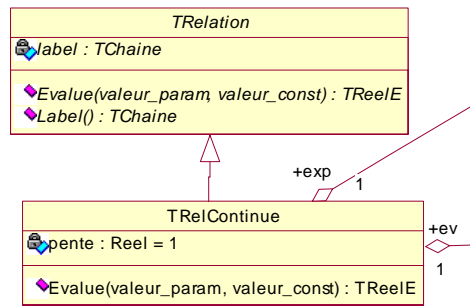 TRelation
label : TChaine
Evalue(valeur_param, valeur_const) : TReelE
Label() : TChaine
+exp
1
TRelContinue
pente : Reel = 1
Evalue(valeur_param, valeur_const) : TReelE
+ev
1